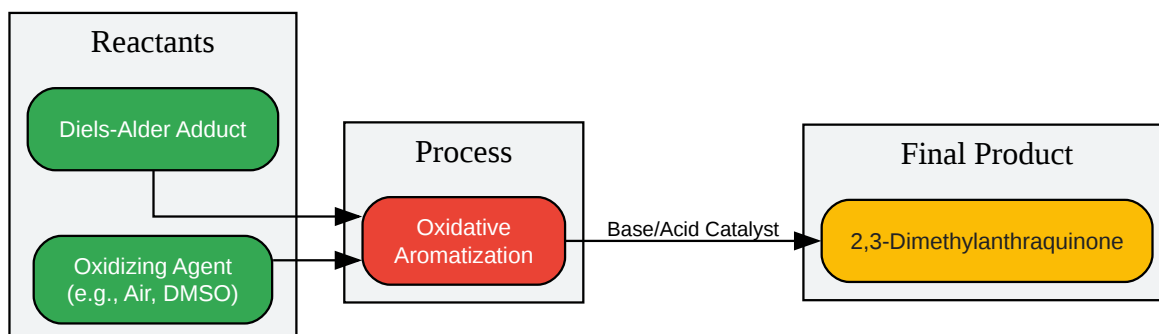 Reactants
Diels-Alder Adduct
Oxidizing Agent
(e.g., Air, DMSO)
Process
Oxidative
Aromatization
Base/Acid Catalyst
Final Product
2,3-Dimethylanthraquinone